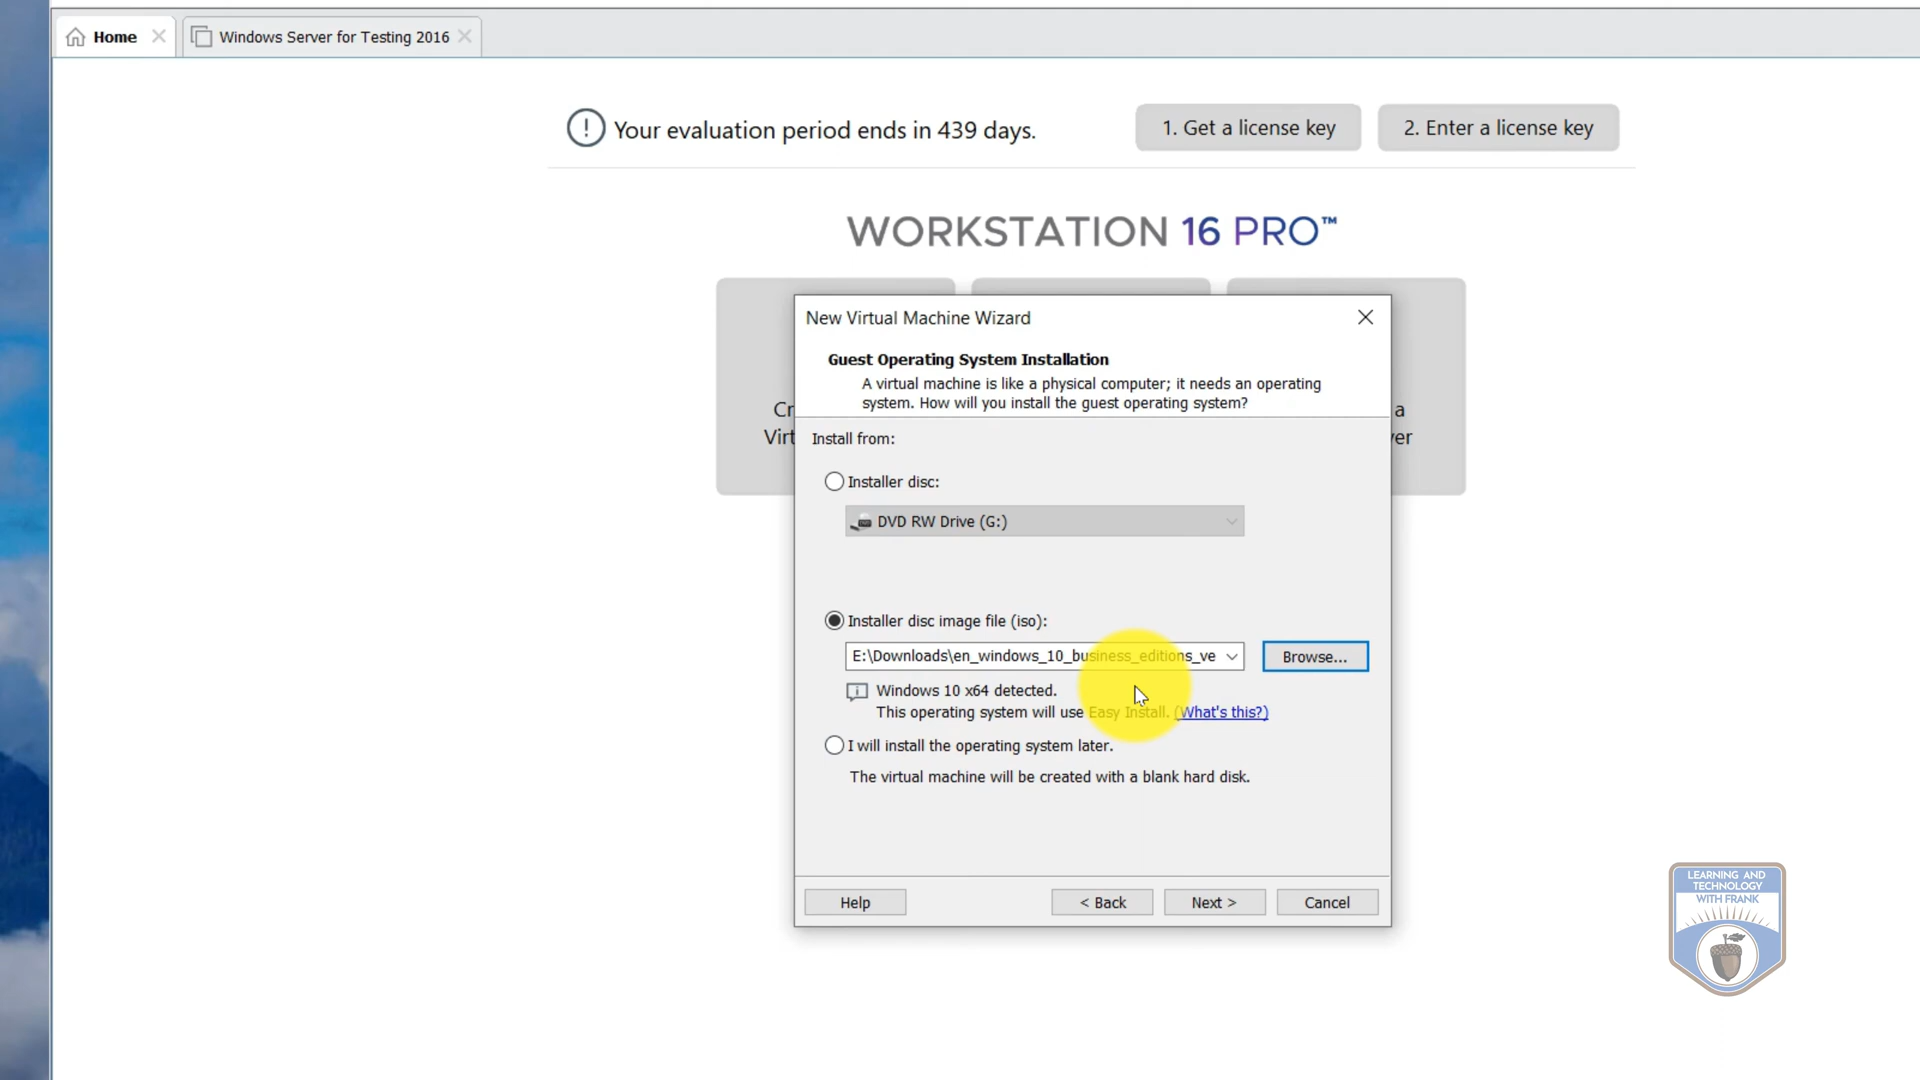 Home
Windows Server for Testing 2016
Your evaluation period ends in 439 days.
1. Get a license key
2. Enter a license key
WORKSTATION 16 PRO™
New Virtual Machine Wizard
Guest Operating System Installation
A virtual machine is like a physical computer; it needs an operating
system. How will you install the guest operating system?
Install from:
Installer disc:
DVD RW Drive (G:)
Installer disc image file (iso):
E:\Downloads\en_windows_10_business_editions_ve
Browse...
Windows 10 x64 detected.
This operating system will use Easy Install. (What's this?)
I will install the operating system later.
The virtual machine will be created with a blank hard disk.
Help
< Back
Next >
Cancel
LEARNING AND
TECHNOLOGY
WITH FRANK